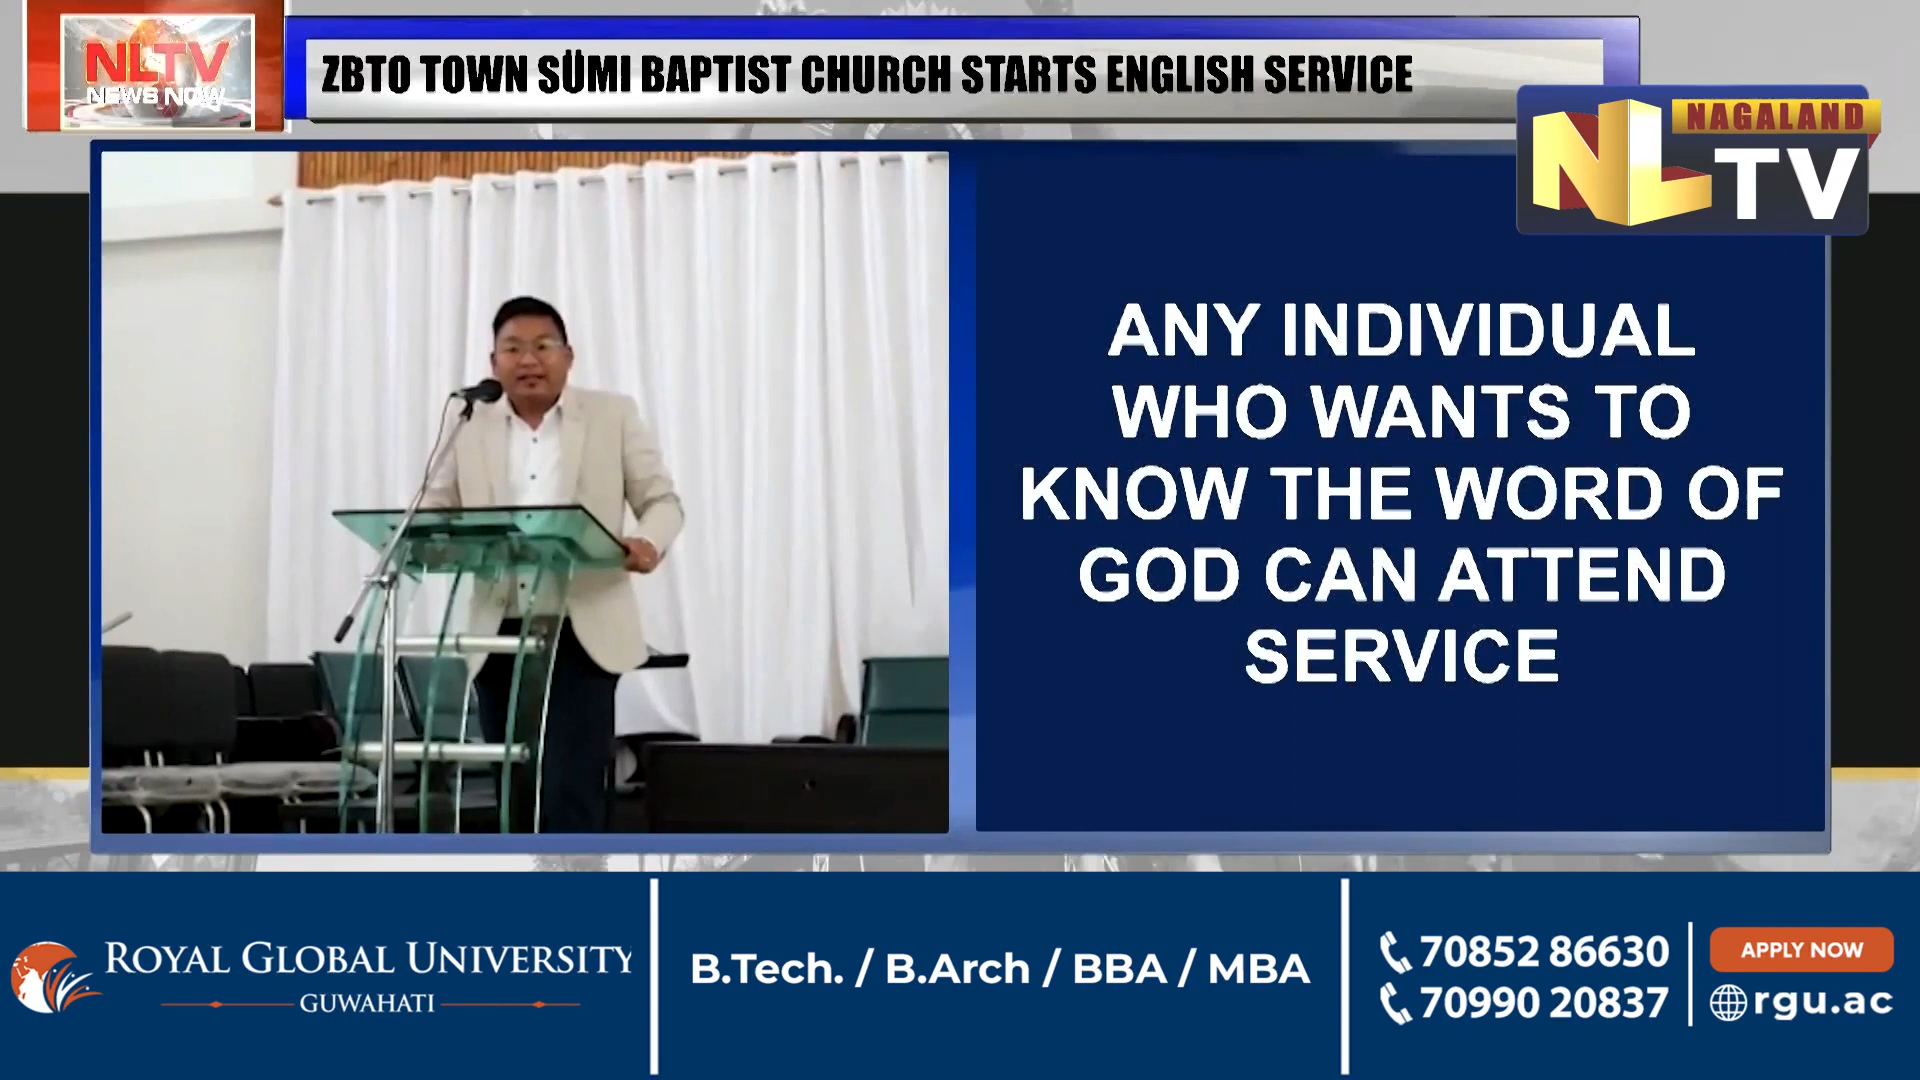 NLTV
NEWS NOW
ZBTO TOWN SÜMI BAPTIST CHURCH STARTS ENGLISH SERVICE
NAGALAND
NLTV
ANY INDIVIDUAL
WHO WANTS TO
KNOW THE WORD OF
GOD CAN ATTEND
SERVICE
ROYAL GLOBAL UNIVERSITY
GUWAHATI
B.Tech. / B.Arch / BBA / MBA
70852 86630
70990 20837
APPLY NOW
rgu.ac